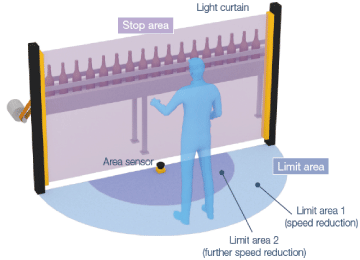 Light curtain
Stop area
Area sensor
Limit area
Limit area 1
(speed reduction)
Limit area 2
(further speed reduction)